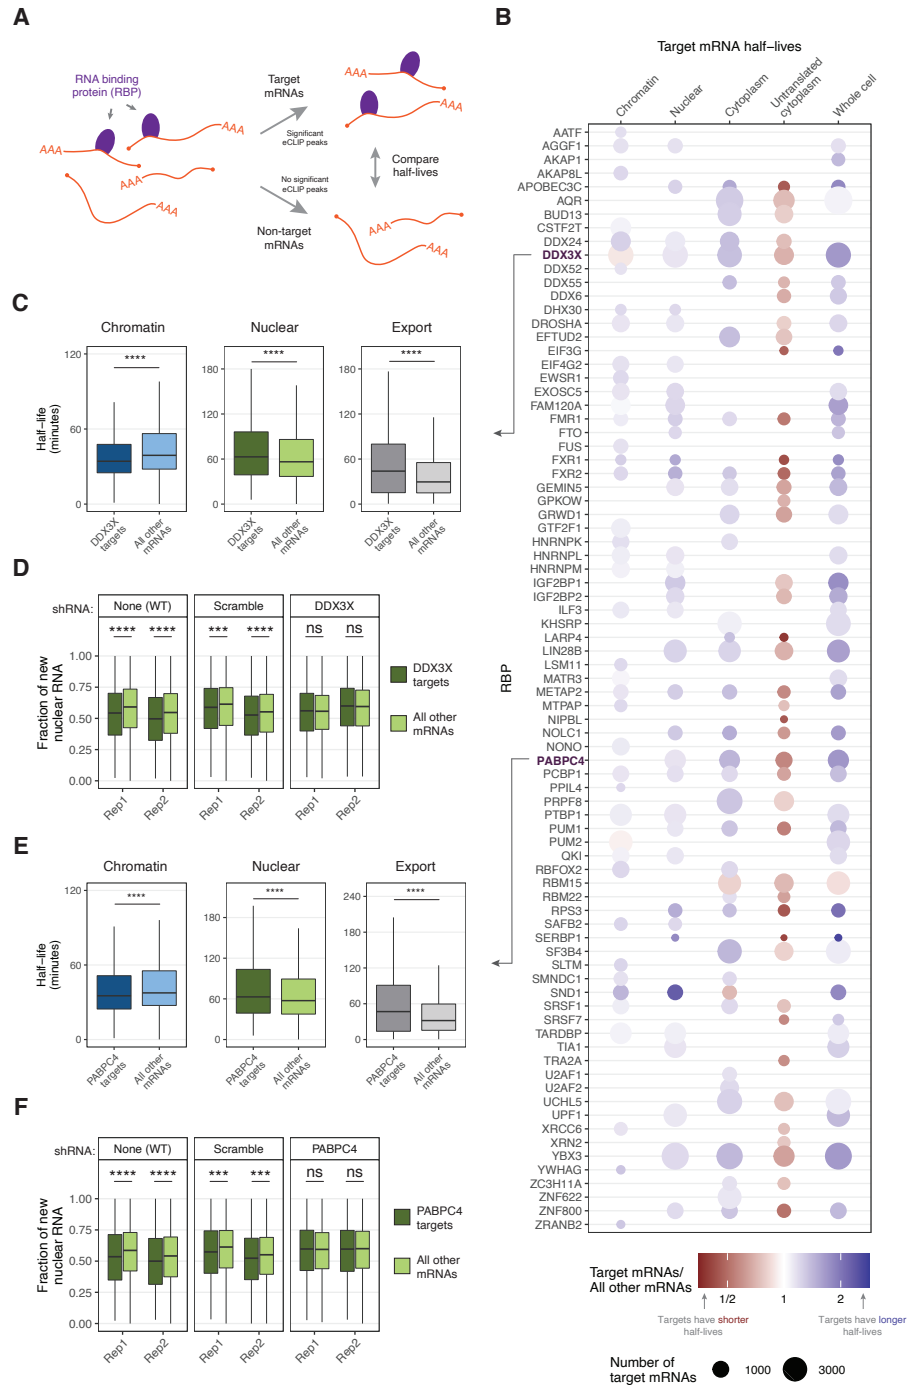 A
RNA binding
protein (RBP)
AAA
AAA
AAA
AAA
Target
mRNAs
Significant
eCLIP peaks
No significant
eCLIP peaks
Non-target
mRNAs
AAA
AAA
Compare
half-lives
AAA
AAA
B
Target mRNA half-lives
Chromatin
Nuclear
Cytoplasm
Untranslated
cytoplasm
Whole cell
RBP
AATF
AGGF1
AKAP1
AKAP8L
APOBEC3C
AQR
BUD13
CSTF2T
DDX24
DDX3X
DDX52
DDX55
DDX6
DHX30
DROSHA
EFTUD2
EIF3G
EIF4G2
EWSR1
EXOSC5
FAM120A
FMR1
FTO
FUS
FXR1
FXR2
GEMIN5
GPKOW
GRWD1
GTF2F1
HNRNPK
HNRNPL
HNRNPM
IGF2BP1
IGF2BP2
ILF3
KHSRP
LARP4
LIN28B
LSM11
MATR3
METAP2
MTPAP
NIPBL
NOLC1
NONO
PABPC4
PCBP1
PPIL4
PRPF8
PTBP1
PUM1
PUM2
QKI
RBFOX2
RBM15
RBM22
RPS3
SAFB2
SERBP1
SF3B4
SLTM
SMNDC1
SND1
SRSF1
SRSF7
TARDBP
TIA1
TRA2A
U2AF1
U2AF2
UCHL5
UPF1
XRCC6
XRN2
YBX3
YWHAG
ZC3H11A
ZNF622
ZNF800
ZRANB2
Target mRNAs/
All other mRNAs
1/2
1
2
Targets have shorter
half-lives
Targets have longer
half-lives
Number of
target mRNAs
1000
3000
C
Chromatin
Nuclear
Export
Half-life
(minutes)
120
60
0
****
DDX3X
targets
All other
mRNAs
180
120
60
0
****
DDX3X
targets
All other
mRNAs
180
120
60
0
****
DDX3X
targets
All other
mRNAs
D
shRNA:
None (WT)
Scramble
DDX3X
**** ****
*** ****
ns ns
Fraction of new
nuclear RNA
1.00
0.75
0.50
0.25
0.00
Rep1
Rep2
Rep1
Rep2
Rep1
Rep2
DDX3X
targets
All other
mRNAs
E
Chromatin
Nuclear
Export
Half-life
(minutes)
120
60
0
****
PABPC4
targets
All other
mRNAs
180
120
60
0
****
PABPC4
targets
All other
mRNAs
240
180
120
60
0
****
PABPC4
targets
All other
mRNAs
F
shRNA:
None (WT)
Scramble
PABPC4
**** ****
*** ***
ns ns
Fraction of new
nuclear RNA
1.00
0.75
0.50
0.25
0.00
Rep1
Rep2
Rep1
Rep2
Rep1
Rep2
PABPC4
targets
All other
mRNAs